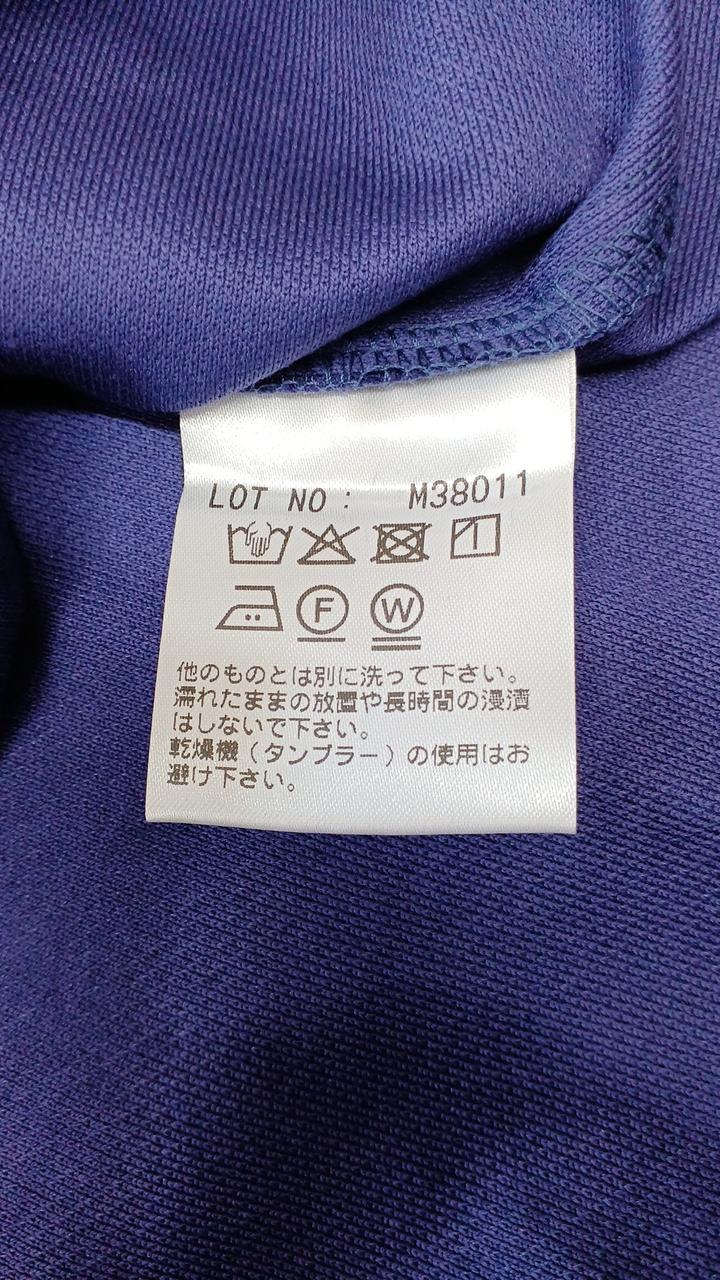 LOT NO : M38011
F W
他のものとは別に洗って下さい。
濡れたままの放置や長時間の浸漬
はしないで下さい。
乾燥機（タンブラー）の使用はお
避け下さい。